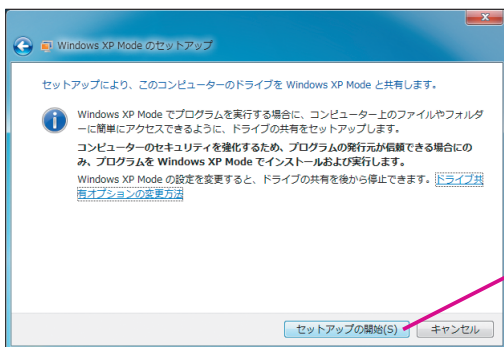 Windows XP Mode のセットアップ
セットアップにより、このコンピューターのドライブを Windows XP Mode と共有します。
Windows XP Mode でプログラムを実行する場合に、コンピューター上のファイルやフォルダ
ーに簡単にアクセスできるように、ドライブの共有をセットアップします。
コンピューターのセキュリティを強化するため、プログラムの発行元が信頼できる場合にの
み、プログラムを Windows XP Mode でインストールおよび実行します。
Windows XP Mode の設定を変更すると、ドライブの共有を後から停止できます。ドライブ共
有オプションの変更方法
セットアップの開始(S) キャンセル